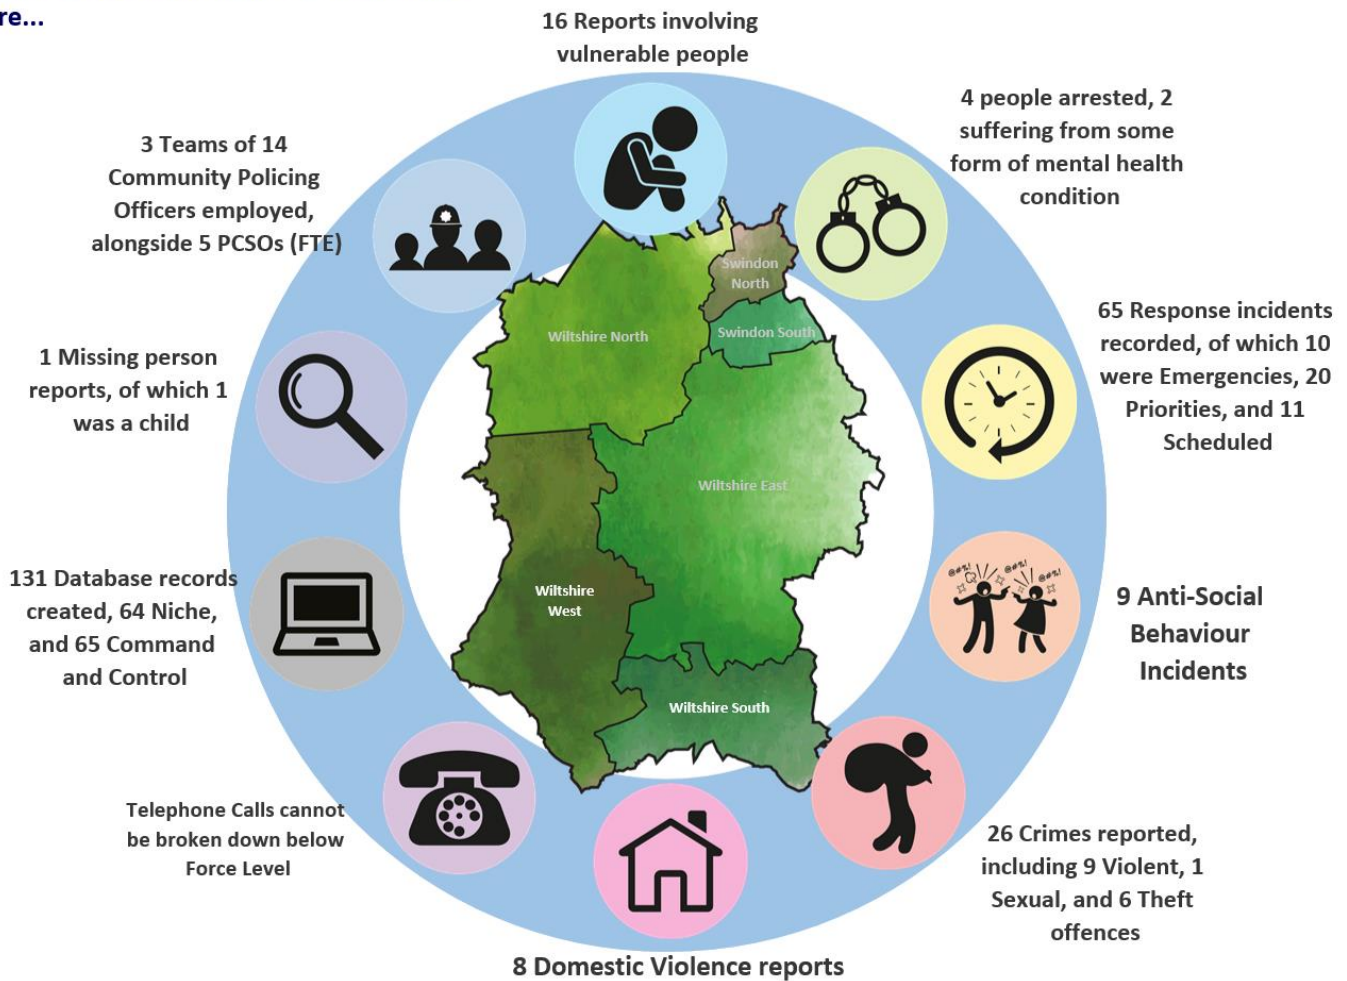 re...
16 Reports involving
vulnerable people
4 people arrested, 2
suffering from some
form of mental health
condition
3 Teams of 14
Community Policing
Officers employed,
alongside 5 PCSOs (FTE)
65 Response incidents
recorded, of which 10
were Emergencies, 20
Priorities, and 11
Scheduled
1 Missing person
reports, of which 1
was a child
Swindon
North
Wiltshire North
Swindon South
Wiltshire East
Wiltshire
West
Wiltshire South
@#%!
@#%!
@#%!
9 Anti-Social
Behaviour
Incidents
131 Database records
created, 64 Niche,
and 65 Command
and Control
Telephone Calls cannot
be broken down below
Force Level
26 Crimes reported,
including 9 Violent, 1
Sexual, and 6 Theft
offences
8 Domestic Violence reports